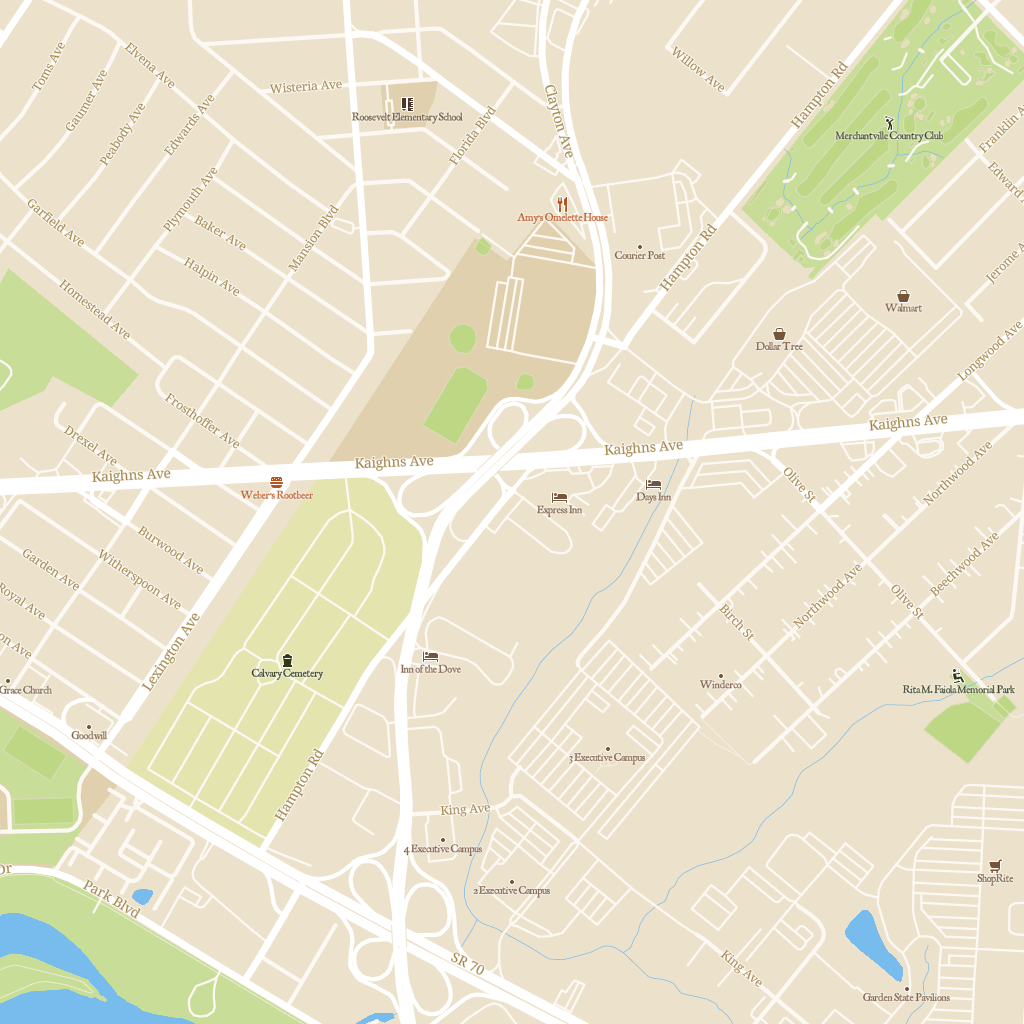 Toms Ave
Elvena Ave
Gaumer Ave
Wisteria Ave
Willow Ave
Hampton Rd
Clayton Ave
Roosevelt Elementary School
Peabody Ave
Edwards Ave
Florida Blvd
Merchantville Country Club
Franklin A
Edward
Plymouth Ave
Garfield Ave
Baker Ave
Mansion Blvd
Amy's Omelette House
Courier Post
Hampton Rd
Jerome A
Halpin Ave
Homestead Ave
Walmart
Dollar Tree
Longwood Ave
Frosthoffer Ave
Drexel Ave
Kaighns Ave
Kaighns Ave
Kaighns Ave
Kaighns Ave
Weber's Rootbeer
Express Inn
Days Inn
Olive St
Northwood Ave
Burwood Ave
Witherspoon Ave
Garden Ave
Royal Ave
on Ave
Beechwood Ave
Northwood Ave
Olive St
Birch St
Lexington Ave
Grace Church
Calvary Cemetery
Inn of the Dove
Winderco
Rita M. Faiola Memorial Park
Goodwill
3 Executive Campus
Hampton Rd
King Ave
4 Executive Campus
2 Executive Campus
ShopRite
Dr
Park Blvd
SR 70
King Ave
Garden State Pavilions